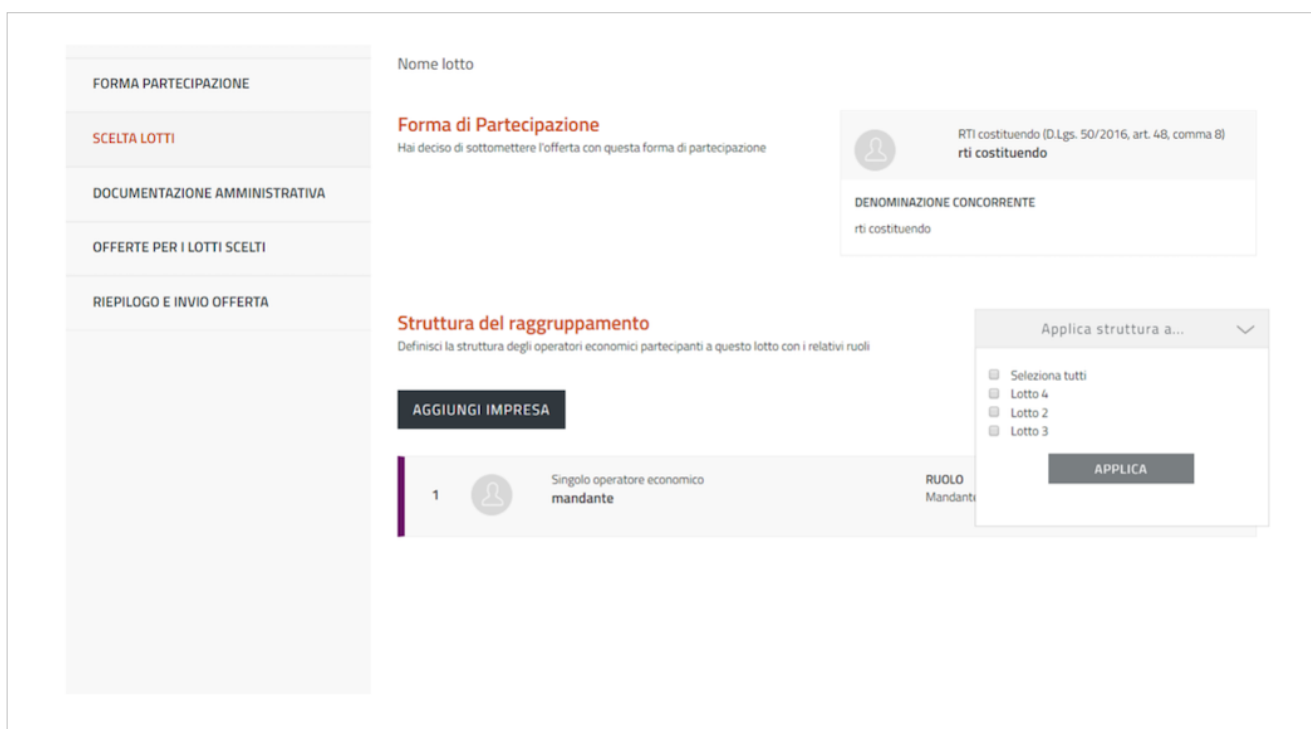 FORMA PARTECIPAZIONE
SCELTA LOTTI
DOCUMENTAZIONE AMMINISTRATIVA
OFFERTE PER I LOTTI SCELTI
RIEPILOGO E INVIO OFFERTA
Nome lotto
Forma di Partecipazione
Hai deciso di sottomettere l'offerta con questa forma di partecipazione
RTI costituendo (D.Lgs. 50/2016, art. 48, comma 8)
rti costituendo
DENOMINAZIONE CONCORRENTE
rti costituendo
Struttura del raggruppamento
Definisci la struttura degli operatori economici partecipanti a questo lotto con i relativi ruoli
Applica struttura a...
Seleziona tutti
Lotto 4
Lotto 2
Lotto 3
APPLICA
AGGIUNGI IMPRESA
1
Singolo operatore economico
mandante
RUOLO
Mandante